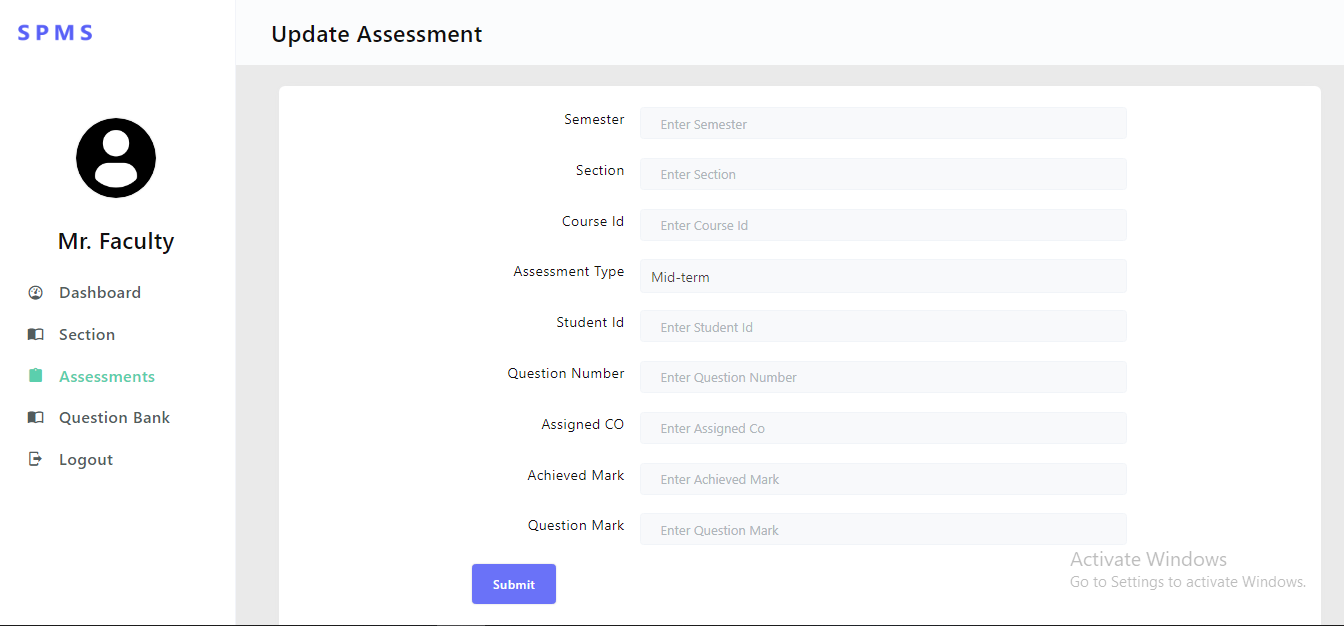 SPMS
Update Assessment
Mr. Faculty
Dashboard
Section
Assessments
Question Bank
Logout
Semester Enter Semester
Section Enter Section
Course Id Enter Course Id
Assessment Type Mid-term
Student Id Enter Student Id
Question Number Enter Question Number
Assigned CO Enter Assigned Co
Achieved Mark Enter Achieved Mark
Question Mark Enter Question Mark
Submit
Activate Windows
Go to Settings to activate Windows.